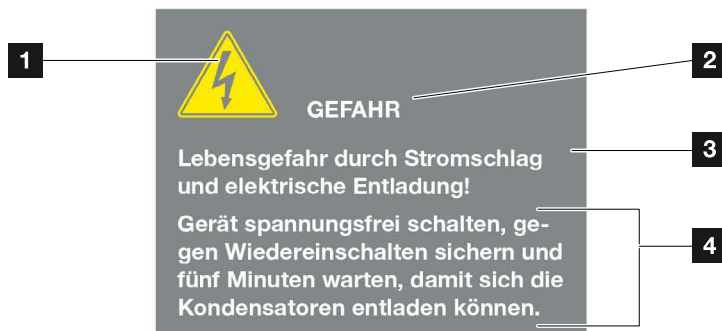 1
2
GEFAHR
3
Lebensgefahr durch Stromschlag
und elektrische Entladung!
Gerät spannungsfrei schalten, ge-
gen Wiedereinschalten sichern und
4
fünf Minuten warten, damit sich die
Kondensatoren entladen können.